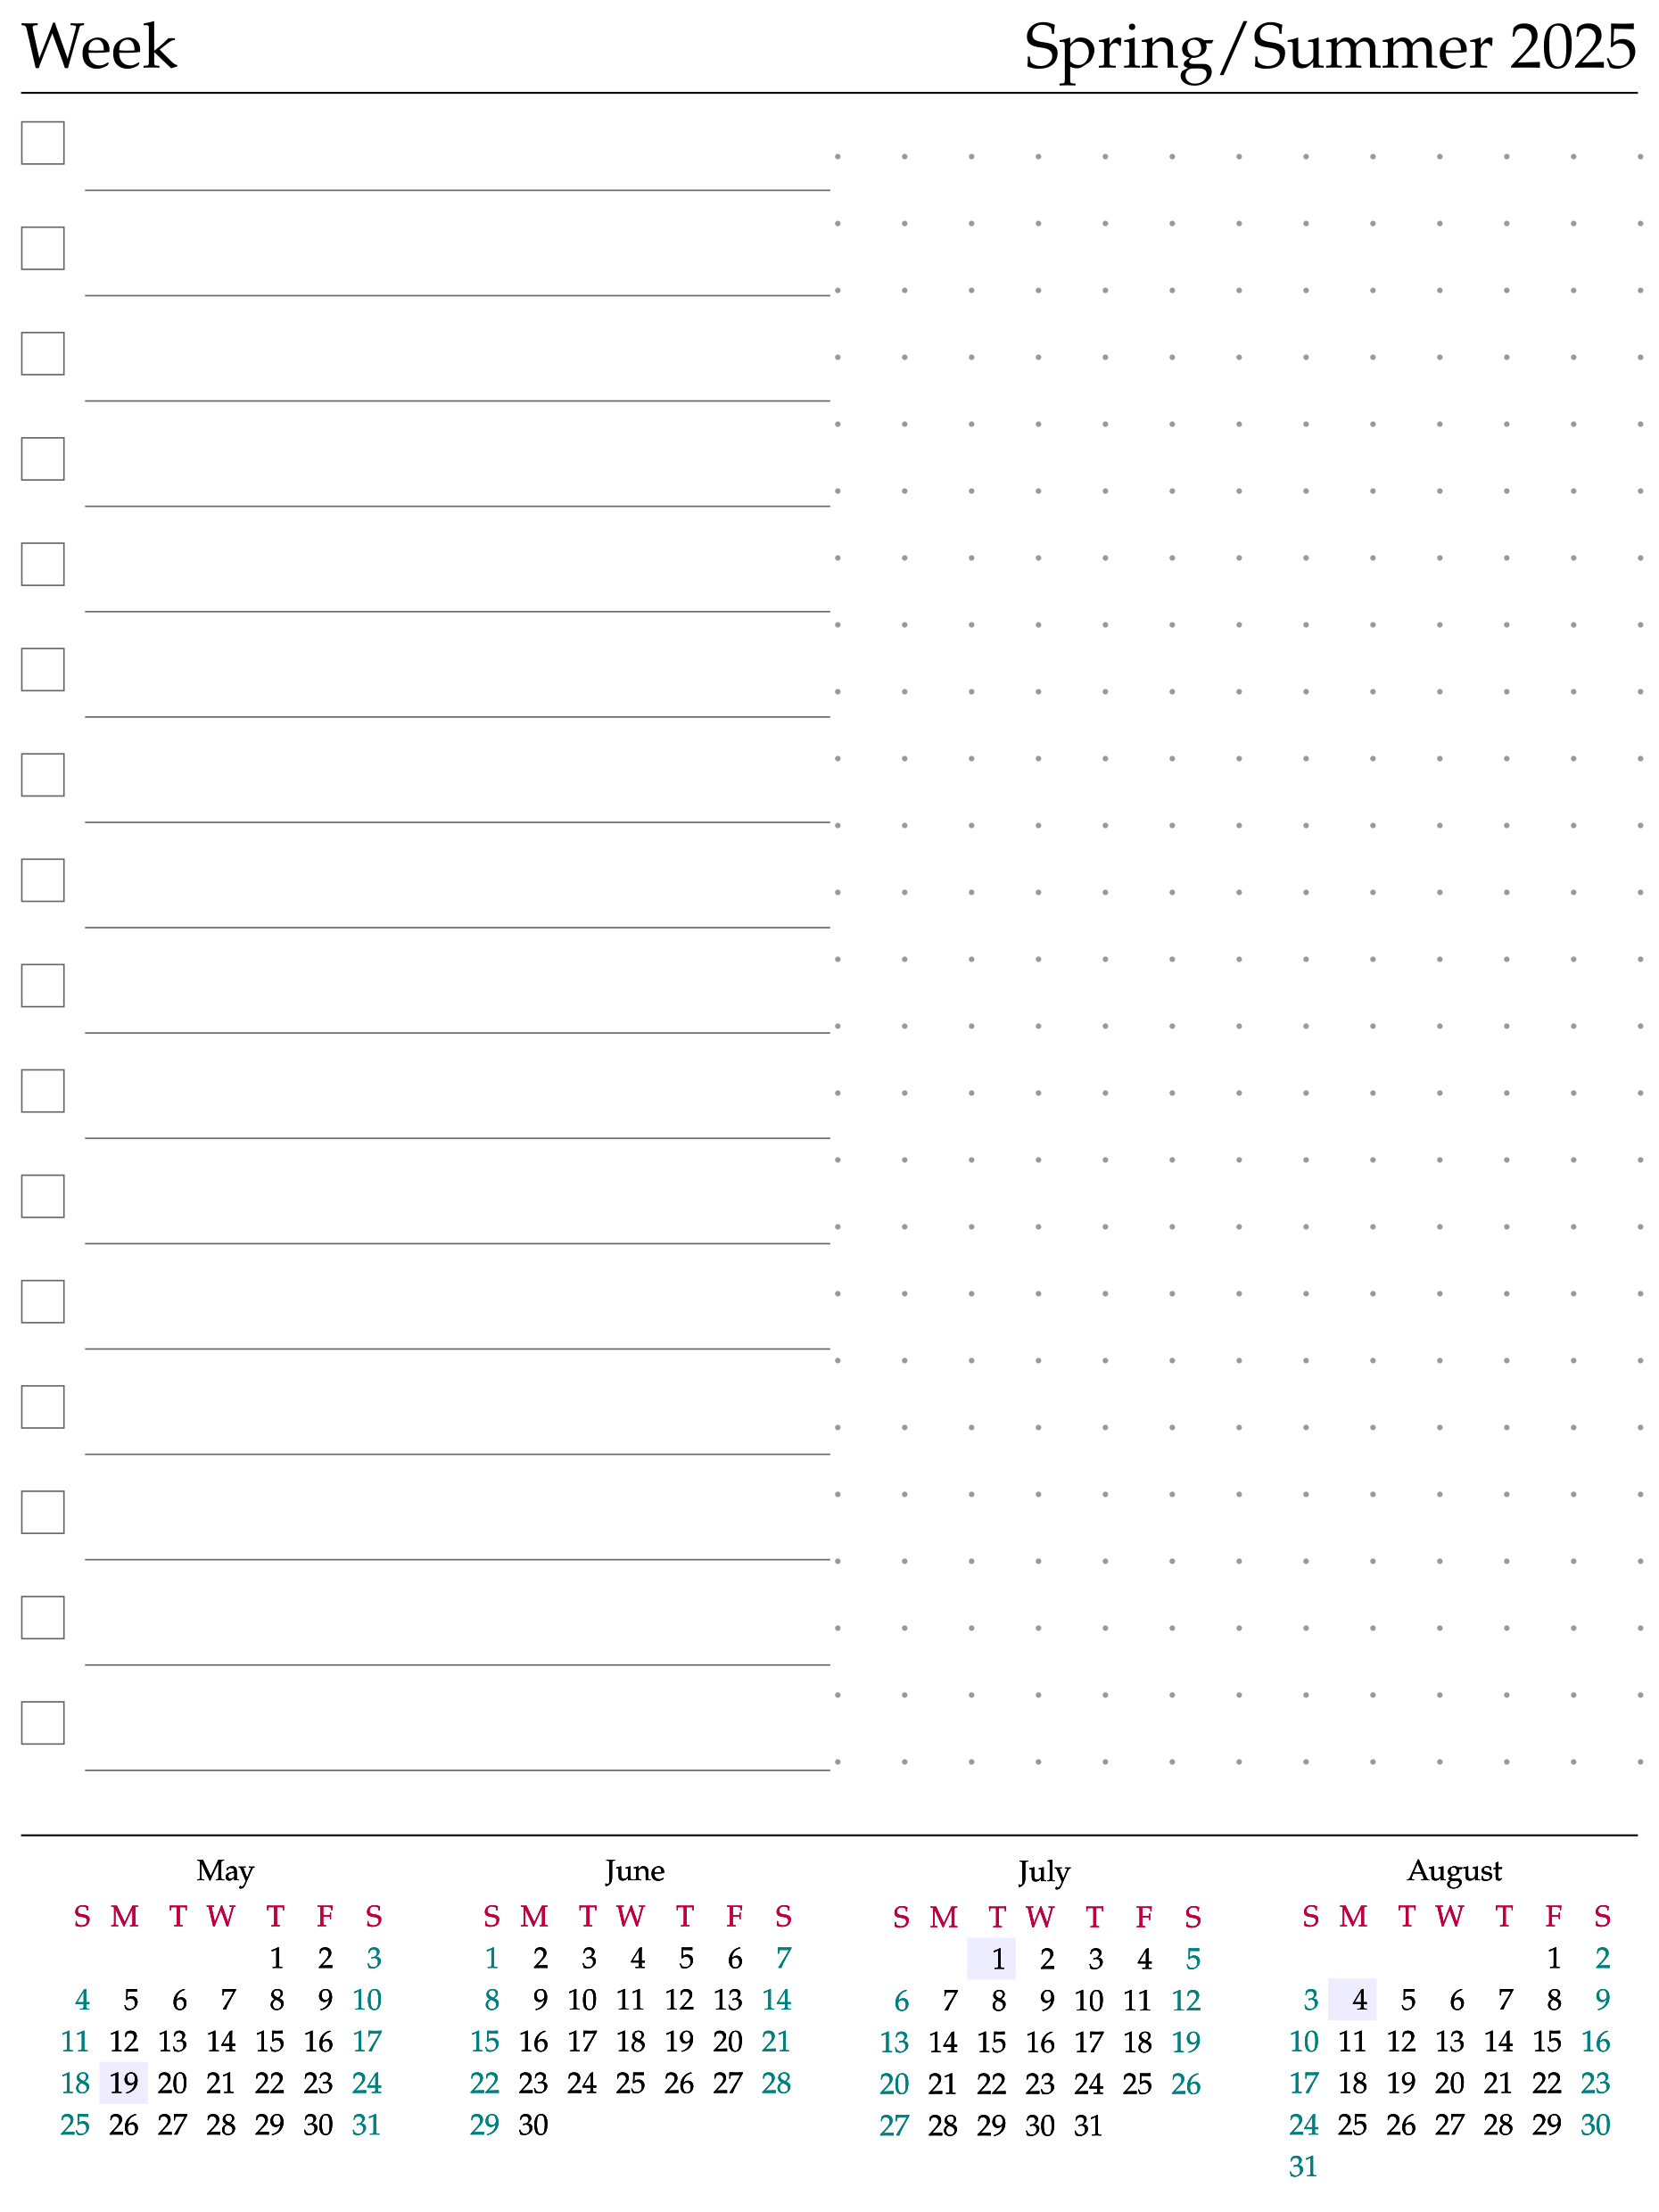 Week Spring/Summer 2025
May
S M T W T F S
1 2 3
4 5 6 7 8 9 10
11 12 13 14 15 16 17
18 19 20 21 22 23 24
25 26 27 28 29 30 31
June
S M T W T F S
1 2 3 4 5 6 7
8 9 10 11 12 13 14
15 16 17 18 19 20 21
22 23 24 25 26 27 28
29 30
July
S M T W T F S
1 2 3 4 5
6 7 8 9 10 11 12
13 14 15 16 17 18 19
20 21 22 23 24 25 26
27 28 29 30 31
August
S M T W T F S
1 2
3 4 5 6 7 8 9
10 11 12 13 14 15 16
17 18 19 20 21 22 23
24 25 26 27 28 29 30
31